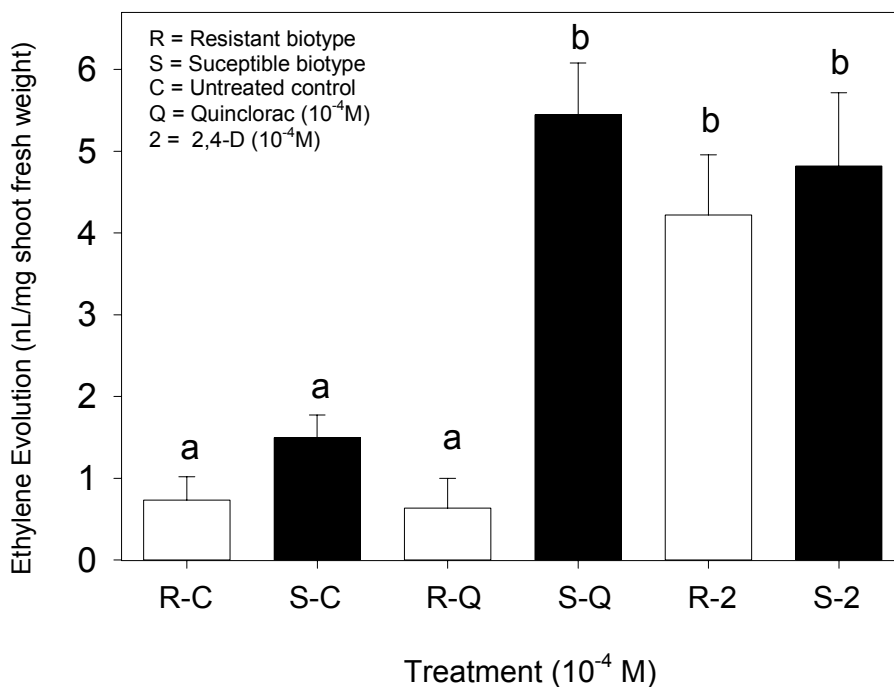 R = Resistant biotype
S = Suceptible biotype
C = Untreated control
Q = Quinclorac (10⁻⁴M)
2 = 2,4-D (10⁻⁴M)
Ethylene Evolution (nL/mg shoot fresh weight)
6
5
4
3
2
1
0
a
a
a
b
b
b
R-C S-C R-Q S-Q R-2 S-2
Treatment (10⁻⁴ M)